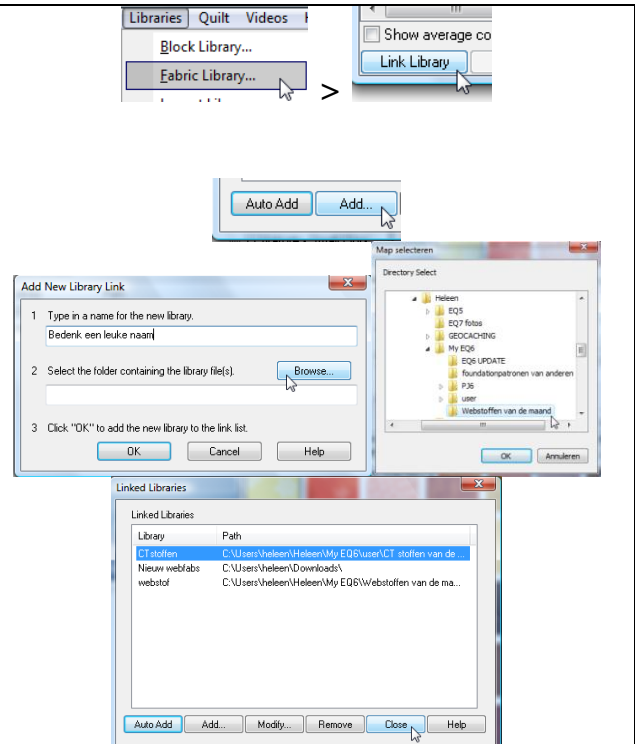 Libraries Quilt Videos
Block Library...
Fabric Library...
>
Show average co
Link Library
Auto Add Add...
Map selecteren
Directory Select
Heleen
EQ5
EQ7 fotos
GEOCACHING
My EQ6
EQ6 UPDATE
foundationpatronen van anderen
PJ6
user
Webstoffen van de maand
OK Annuleren
Add New Library Link
1 Type in a name for the new library.
Bedenk een leuke naam
2 Select the folder containing the library file(s). Browse...
3 Click "OK" to add the new library to the link list.
OK Cancel Help
Linked Libraries
Linked Libraries
Library Path
CT stoffen C:\Users\heleen\Heleen\My EQ6\user\CT stoffen van de ...
Nieuw webfabs C:\Users\heleen\Downloads\
webstof C:\Users\heleen\Heleen\My EQ6\Webstoffen van de ma...
Auto Add Add... Modify... Remove Close Help